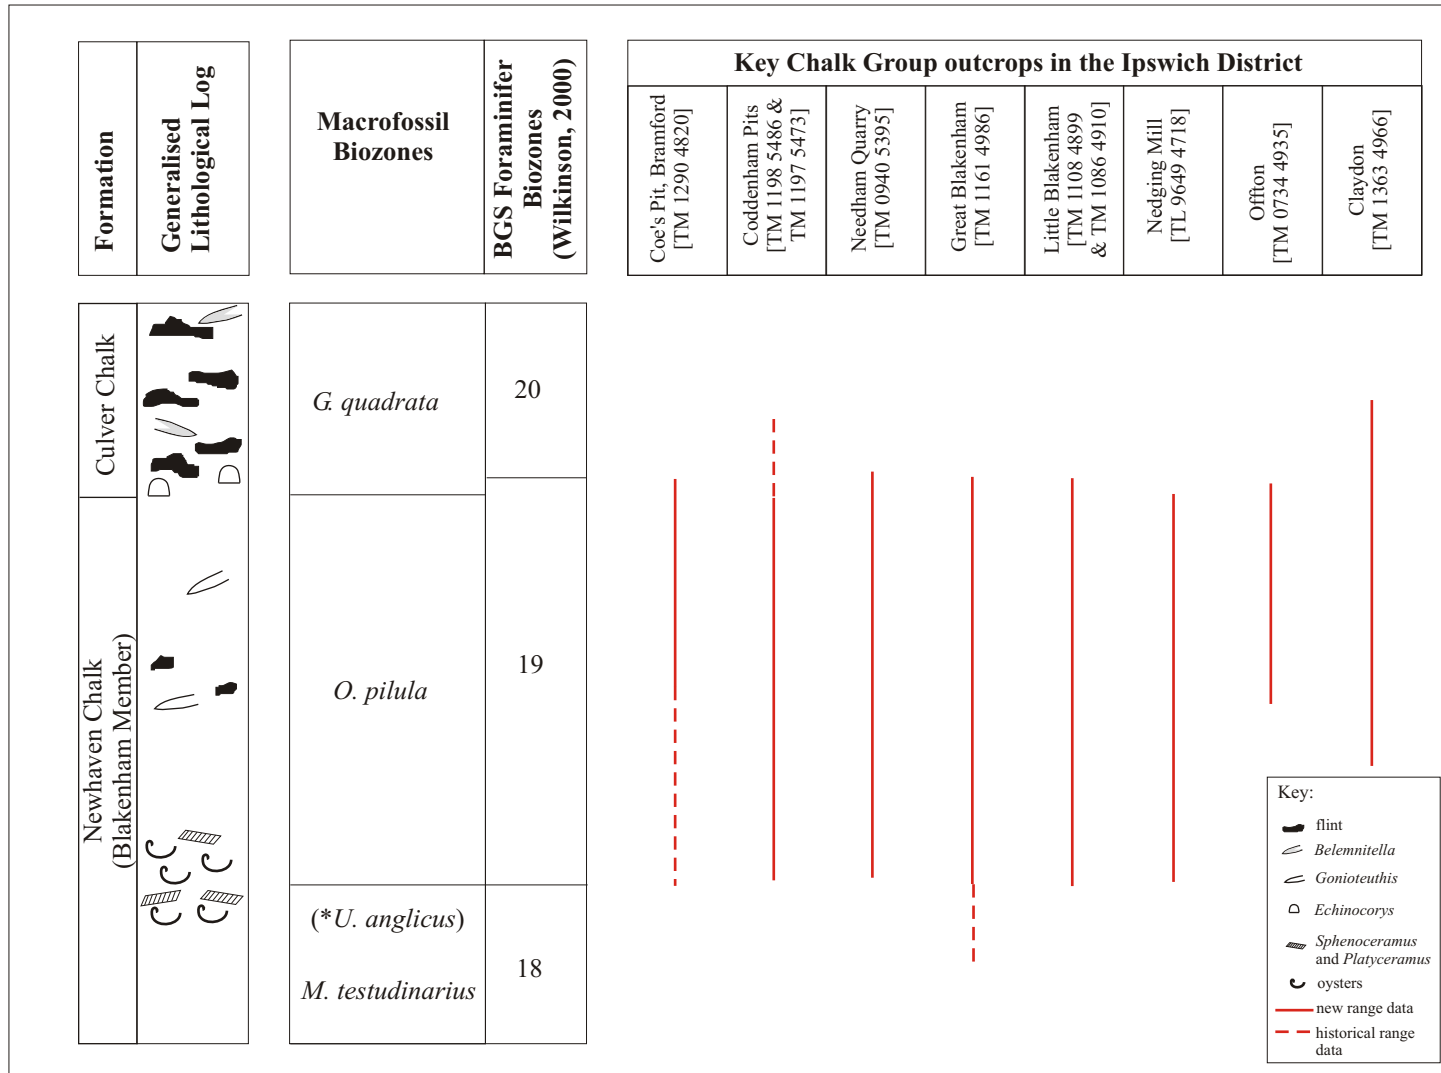 Formation
Generalised
Lithological Log
Macrofossil
Biozones
BGS Foraminifer
Biozones
(Wilkinson, 2000)
Key Chalk Group outcrops in the Ipswich District
Coe's Pit, Bramford
[TM 1290 4820]
Coddenham Pits
[TM 1198 5486 &
TM 1197 5473]
Needham Quarry
[TM 0940 5395]
Great Blakenham
[TM 1161 4986]
Little Blakenham
[TM 1108 4899
& TM 1086 4910]
Nedging Mill
[TL 9649 4718]
Offton
[TM 0734 4935]
Claydon
[TM 1363 4966]
Culver Chalk
G. quadrata
20
Newhaven Chalk
(Blakenham Member)
O. pilula
19
(*U. anglicus)
M. testudinarius
18
Key:
flint
Belemnitella
Gonioteuthis
Echinocorys
Sphenoceramus
and Platyceramus
oysters
new range data
historical range
data